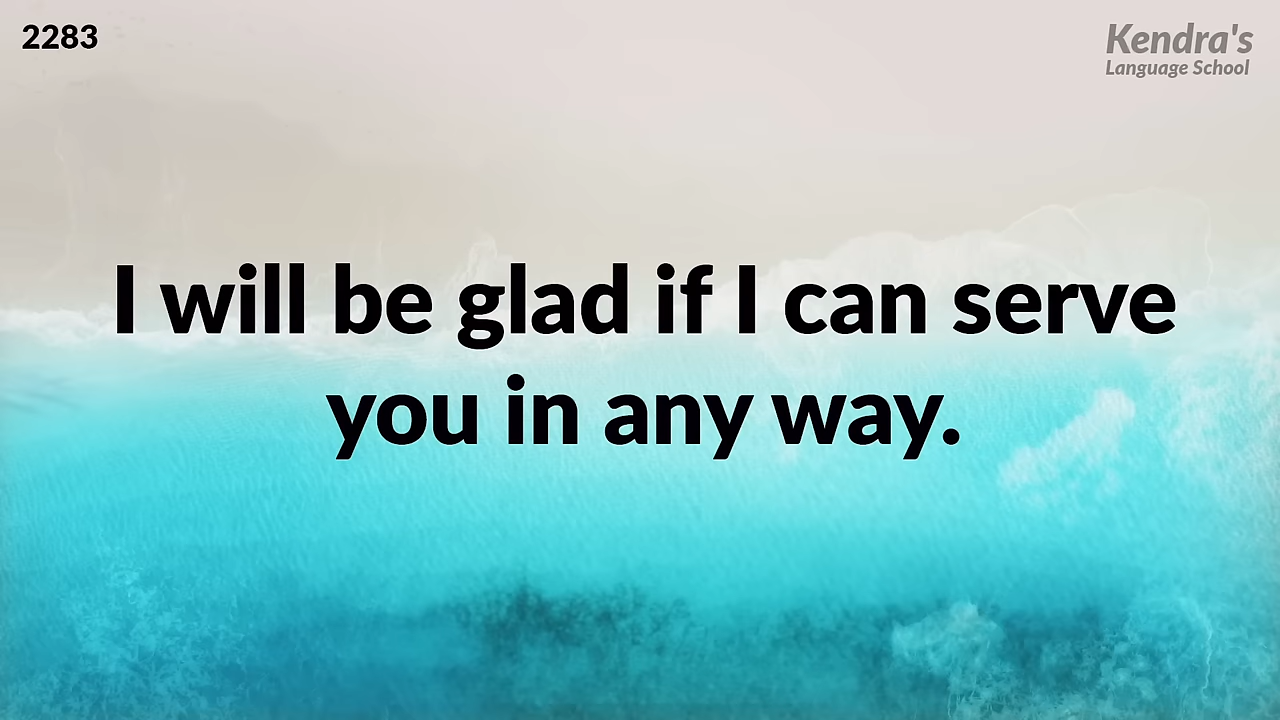 2283
Kendra's
Language School
I will be glad if I can serve
you in any way.